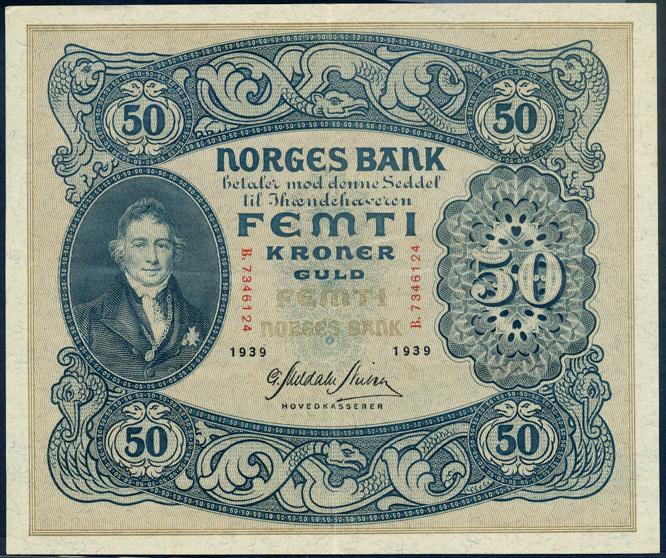 50 50
NORGES BANK
betaler mod denne Seddel
til Ihændehaveren
FEMTI
KRONER
GULD
B.7346124
B.7346124
50
FEMTI
NORGES BANK
1939 1939
HOVEDKASSERER
50 50